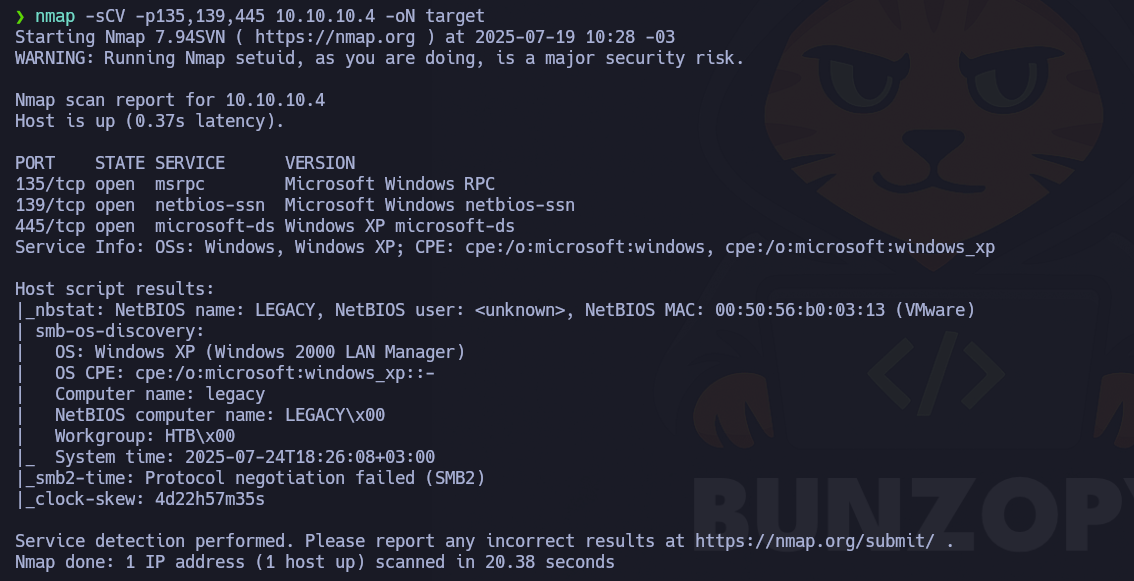 ❯ nmap -sCV -p135,139,445 10.10.10.4 -oN target
Starting Nmap 7.94SVN ( https://nmap.org ) at 2025-07-19 10:28 -03
WARNING: Running Nmap setuid, as you are doing, is a major security risk.

Nmap scan report for 10.10.10.4
Host is up (0.37s latency).

PORT    STATE SERVICE      VERSION
135/tcp open  msrpc        Microsoft Windows RPC
139/tcp open  netbios-ssn  Microsoft Windows netbios-ssn
445/tcp open  microsoft-ds Windows XP microsoft-ds
Service Info: OSs: Windows, Windows XP; CPE: cpe:/o:microsoft:windows, cpe:/o:microsoft:windows_xp

Host script results:
|_nbstat: NetBIOS name: LEGACY, NetBIOS user: <unknown>, NetBIOS MAC: 00:50:56:b0:03:13 (VMware)
| smb-os-discovery:
|   OS: Windows XP (Windows 2000 LAN Manager)
|   OS CPE: cpe:/o:microsoft:windows_xp::-
|   Computer name: legacy
|   NetBIOS computer name: LEGACY\x00
|   Workgroup: HTB\x00
|_  System time: 2025-07-24T18:26:08+03:00
|_smb2-time: Protocol negotiation failed (SMB2)
|_clock-skew: 4d22h57m35s

Service detection performed. Please report any incorrect results at https://nmap.org/submit/ .
Nmap done: 1 IP address (1 host up) scanned in 20.38 seconds
</>
BUNZOPY